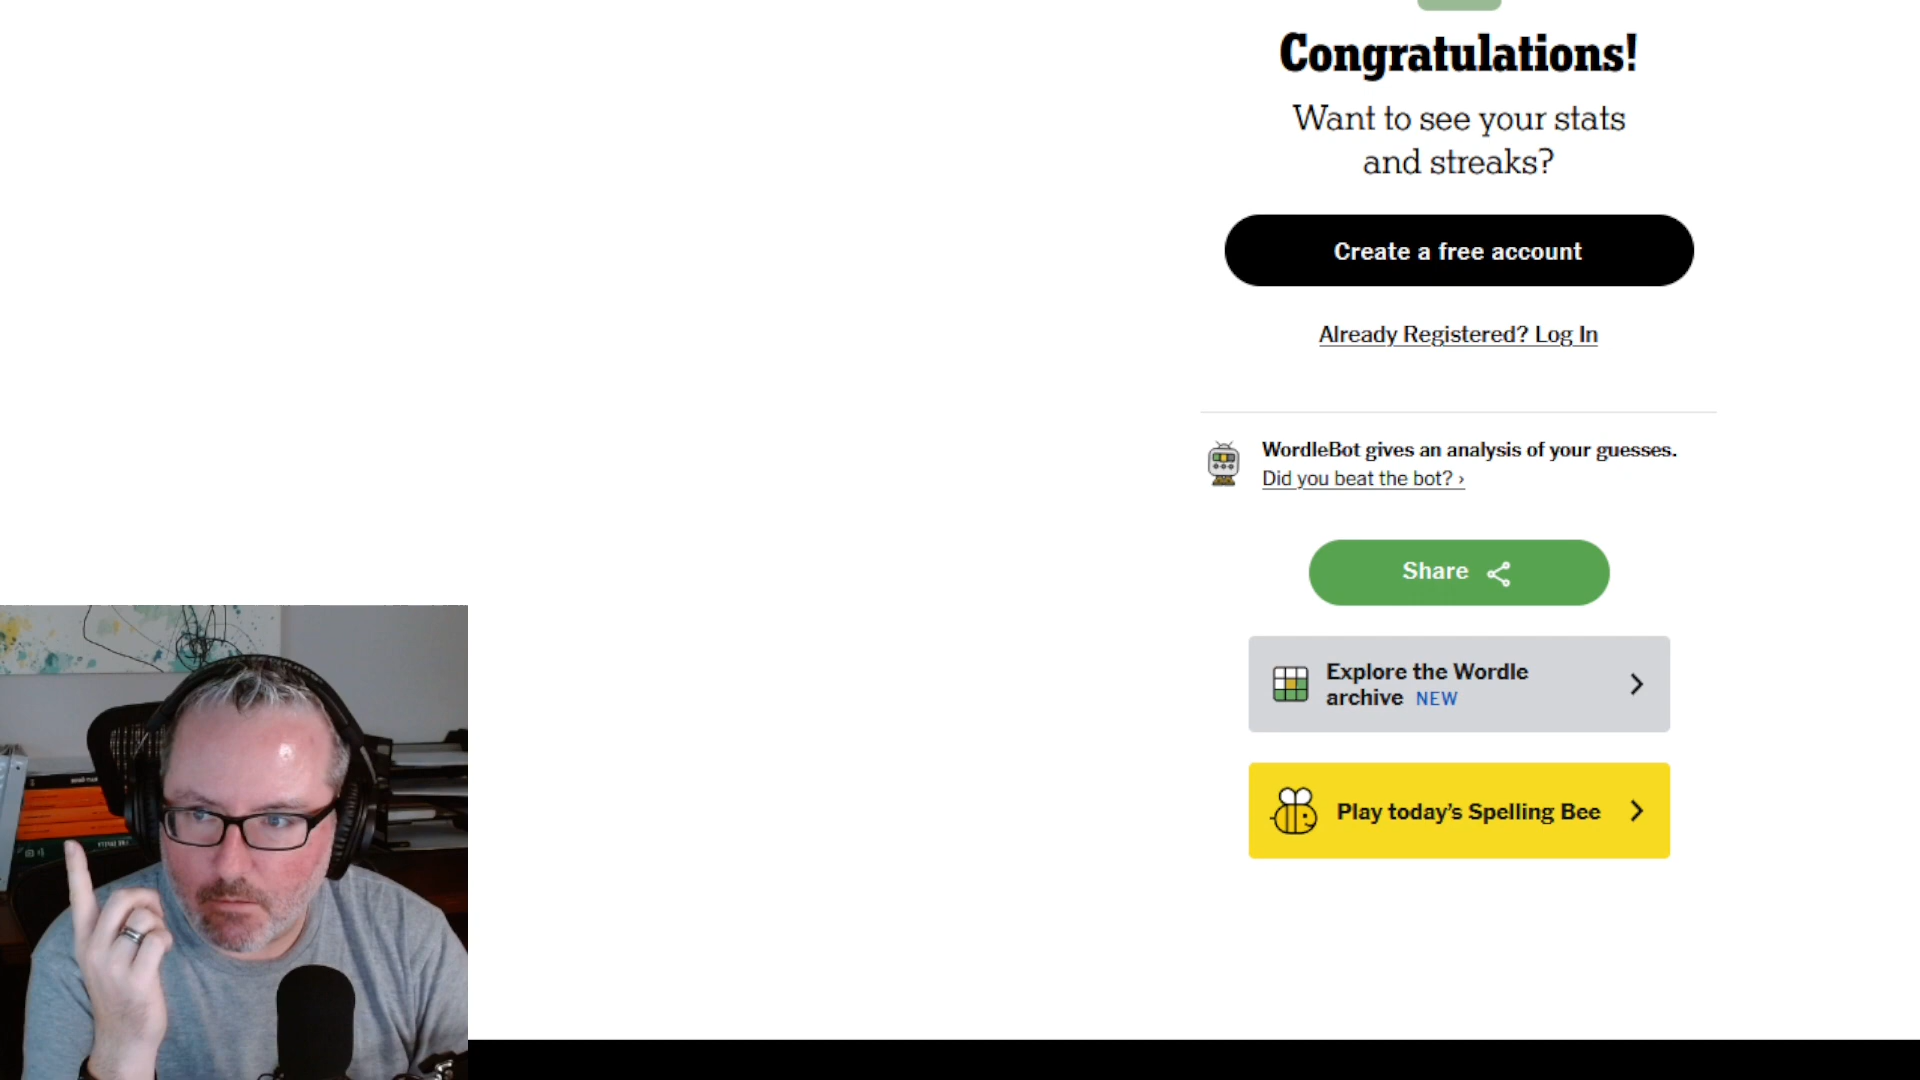 Congratulations!
Want to see your stats
and streaks?
Create a free account
Already Registered? Log In
WordleBot gives an analysis of your guesses.
Did you beat the bot? ›
Share
Explore the Wordle
archive NEW
Play today’s Spelling Bee